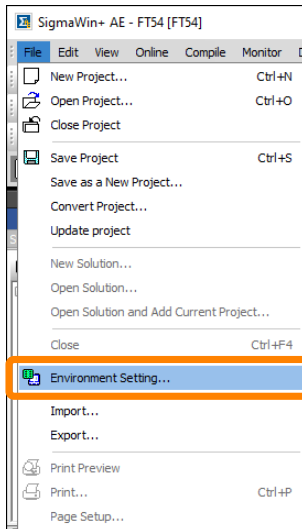 SigmaWin+ AE - FT54 [FT54]
File Edit View Online Compile Monitor
New Project... Ctrl+N
Open Project... Ctrl+O
Close Project
Save Project Ctrl+S
Save as a New Project...
Convert Project...
Update project
New Solution...
Open Solution...
Open Solution and Add Current Project...
Close Ctrl+F4
Environment Setting...
Import...
Export...
Print Preview
Print... Ctrl+P
Page Setup...